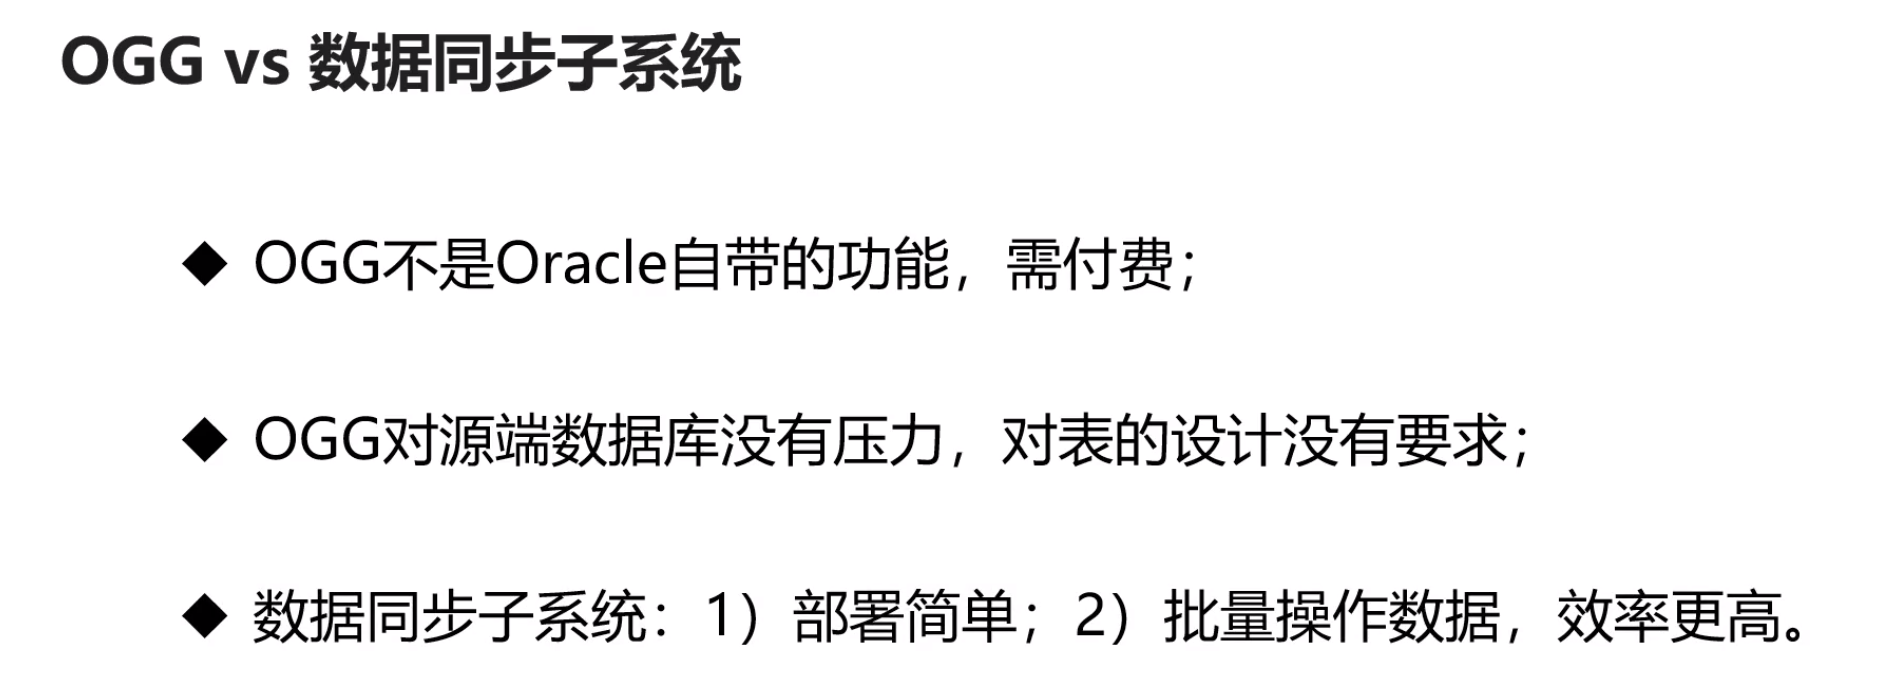 OGG vs 数据同步子系统
◆ OGG不是Oracle自带的功能，需付费；
◆ OGG对源端数据库没有压力，对表的设计没有要求；
◆ 数据同步子系统：1）部署简单；2）批量操作数据，效率更高。